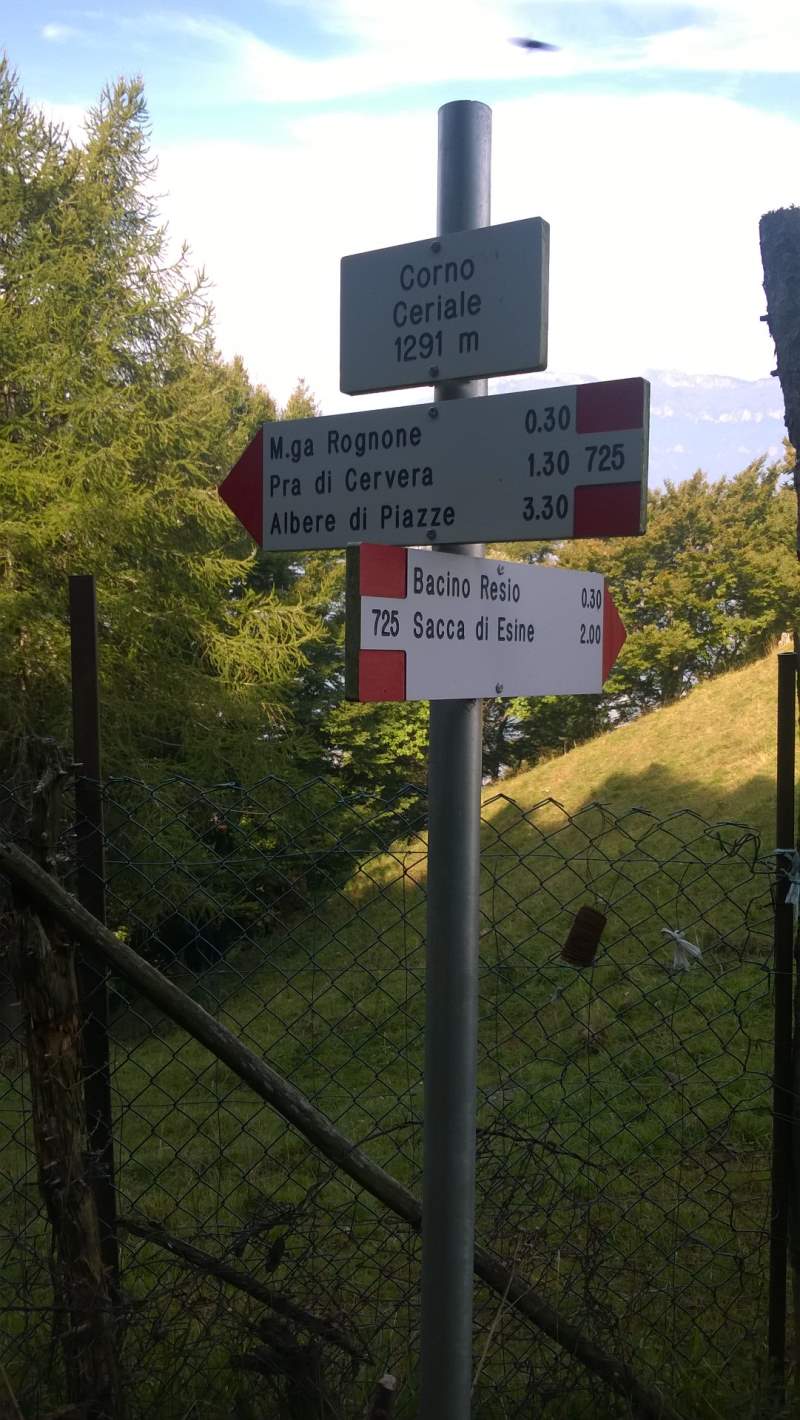 Corno
Ceriale
1291 m
M.ga Rognone 0.30
Pra di Cervera 1.30 725
Albere di Piazze 3.30
Bacino Resio 0.30
725 Sacca di Esine 2.00